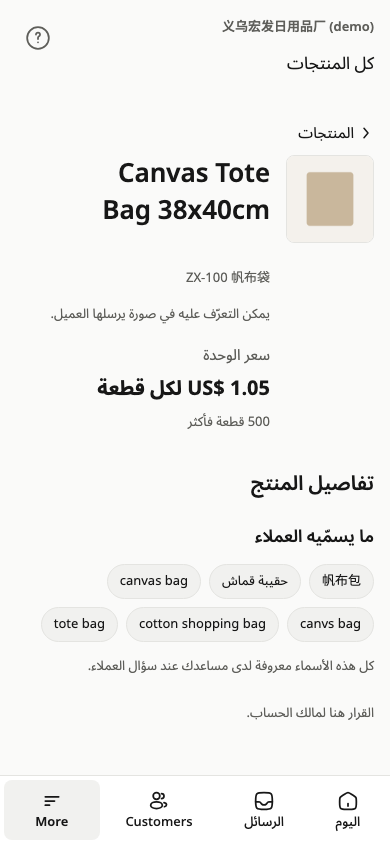 义乌宏发日用品厂 (demo)
كل المنتجات
المنتجات
Canvas Tote
Bag 38x40cm
ZX-100 帆布袋
يمكن التعرّف عليه في صورة يرسلها العميل.
سعر الوحدة
US$ 1.05 لكل قطعة
500 قطعة فأكثر
تفاصيل المنتج
ما يسمّيه العملاء
帆布包 حقيبة قماش canvas bag
canvs bag cotton shopping bag tote bag
كل هذه الأسماء معروفة لدى مساعدك عند سؤال العملاء.
القرار هنا لمالك الحساب.
اليوم الرسائل Customers More